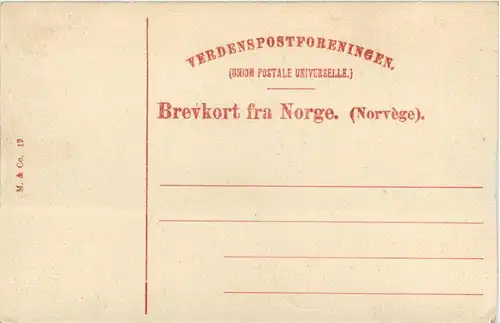 VERDENSPOSTFORENINGEN.
(UNION POSTALE UNIVERSELLE.)
Brevkort fra Norge. (Norvège).
M. & Co. 12